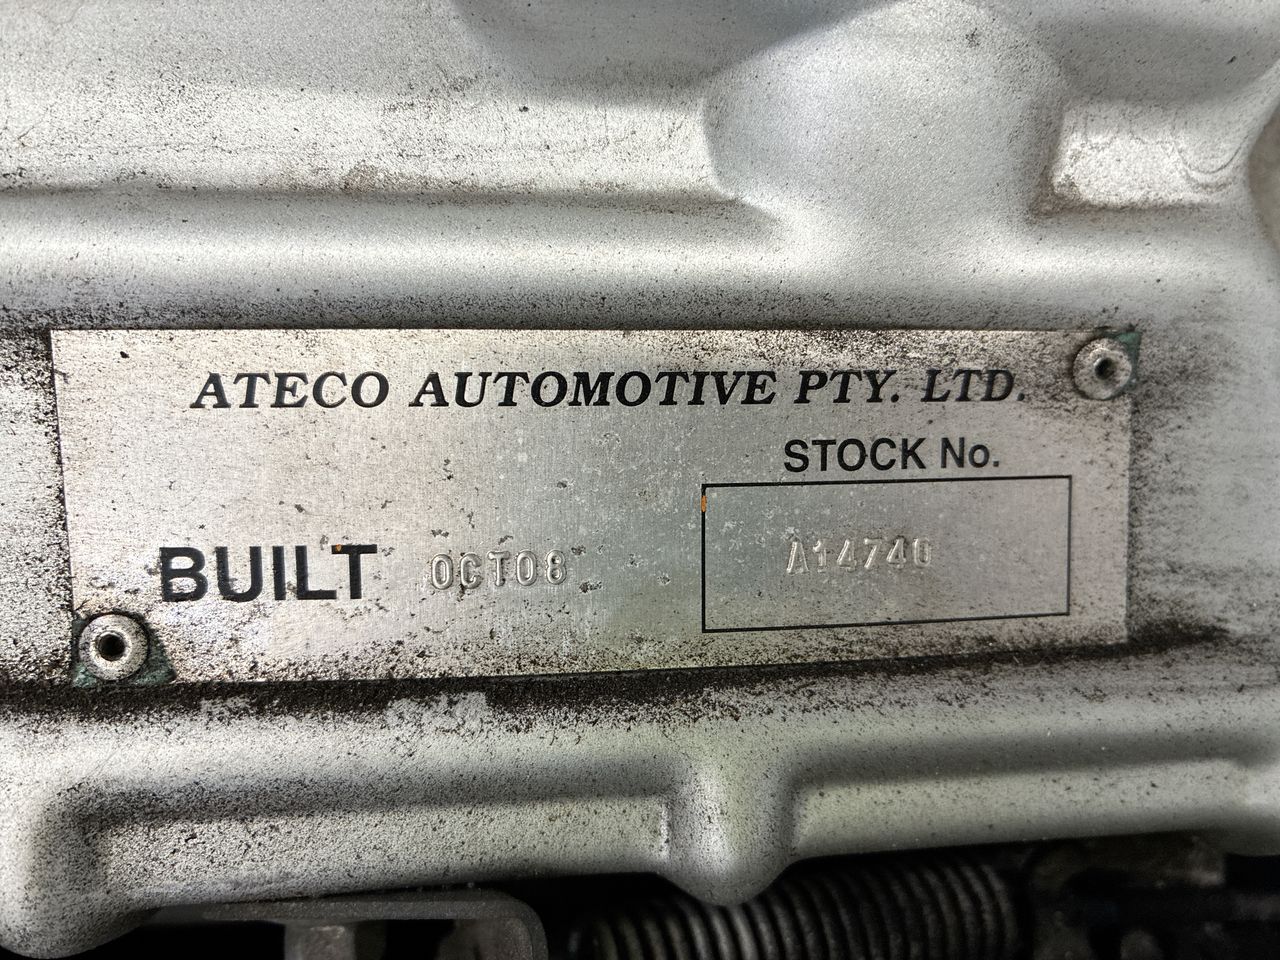 ATECO AUTOMOTIVE PTY. LTD.
STOCK No.
BUILT OCT08
A14740